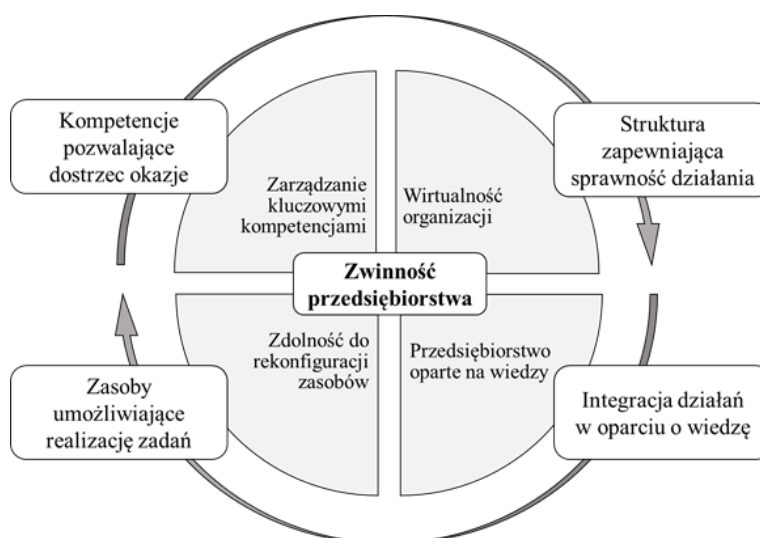 Kompetencje
pozwalające
dostrzec okazje
Struktura
zapewniająca
sprawność działania
Zarządzanie
kluczowymi
kompetencjami
Wirtualność
organizacji
Zwinność
przedsiębiorstwa
Zdolność do
rekonfiguracji
zasobów
Przedsiębiorstwo
oparte na wiedzy
Zasoby
umożliwiające
realizację zadań
Integracja działań
w oparciu o wiedzę